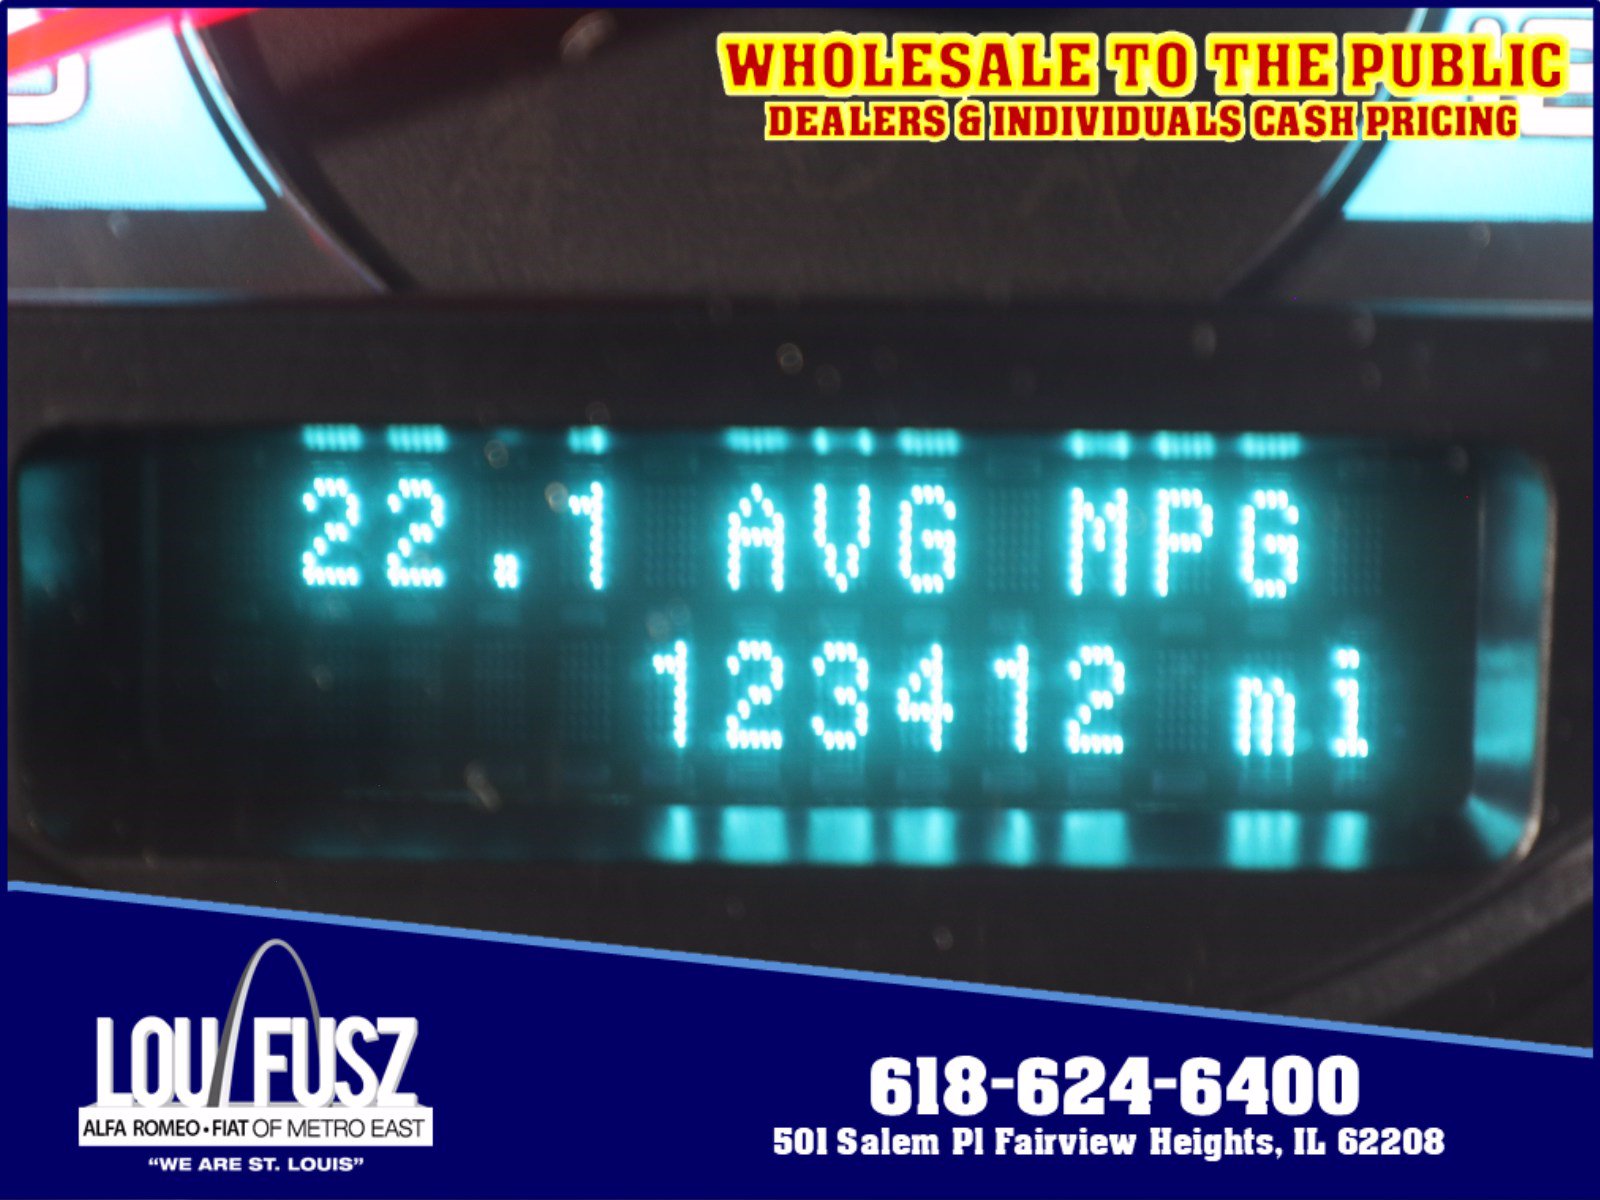 WHOLESALE TO THE PUBLIC
DEALERS & INDIVIDUALS CASH PRICING
22.1 AVG MPG
123412 mi
LOU FUSZ
ALFA ROMEO • FIAT OF METRO EAST
“WE ARE ST. LOUIS”
618-624-6400
501 Salem Pl Fairview Heights, IL 62208